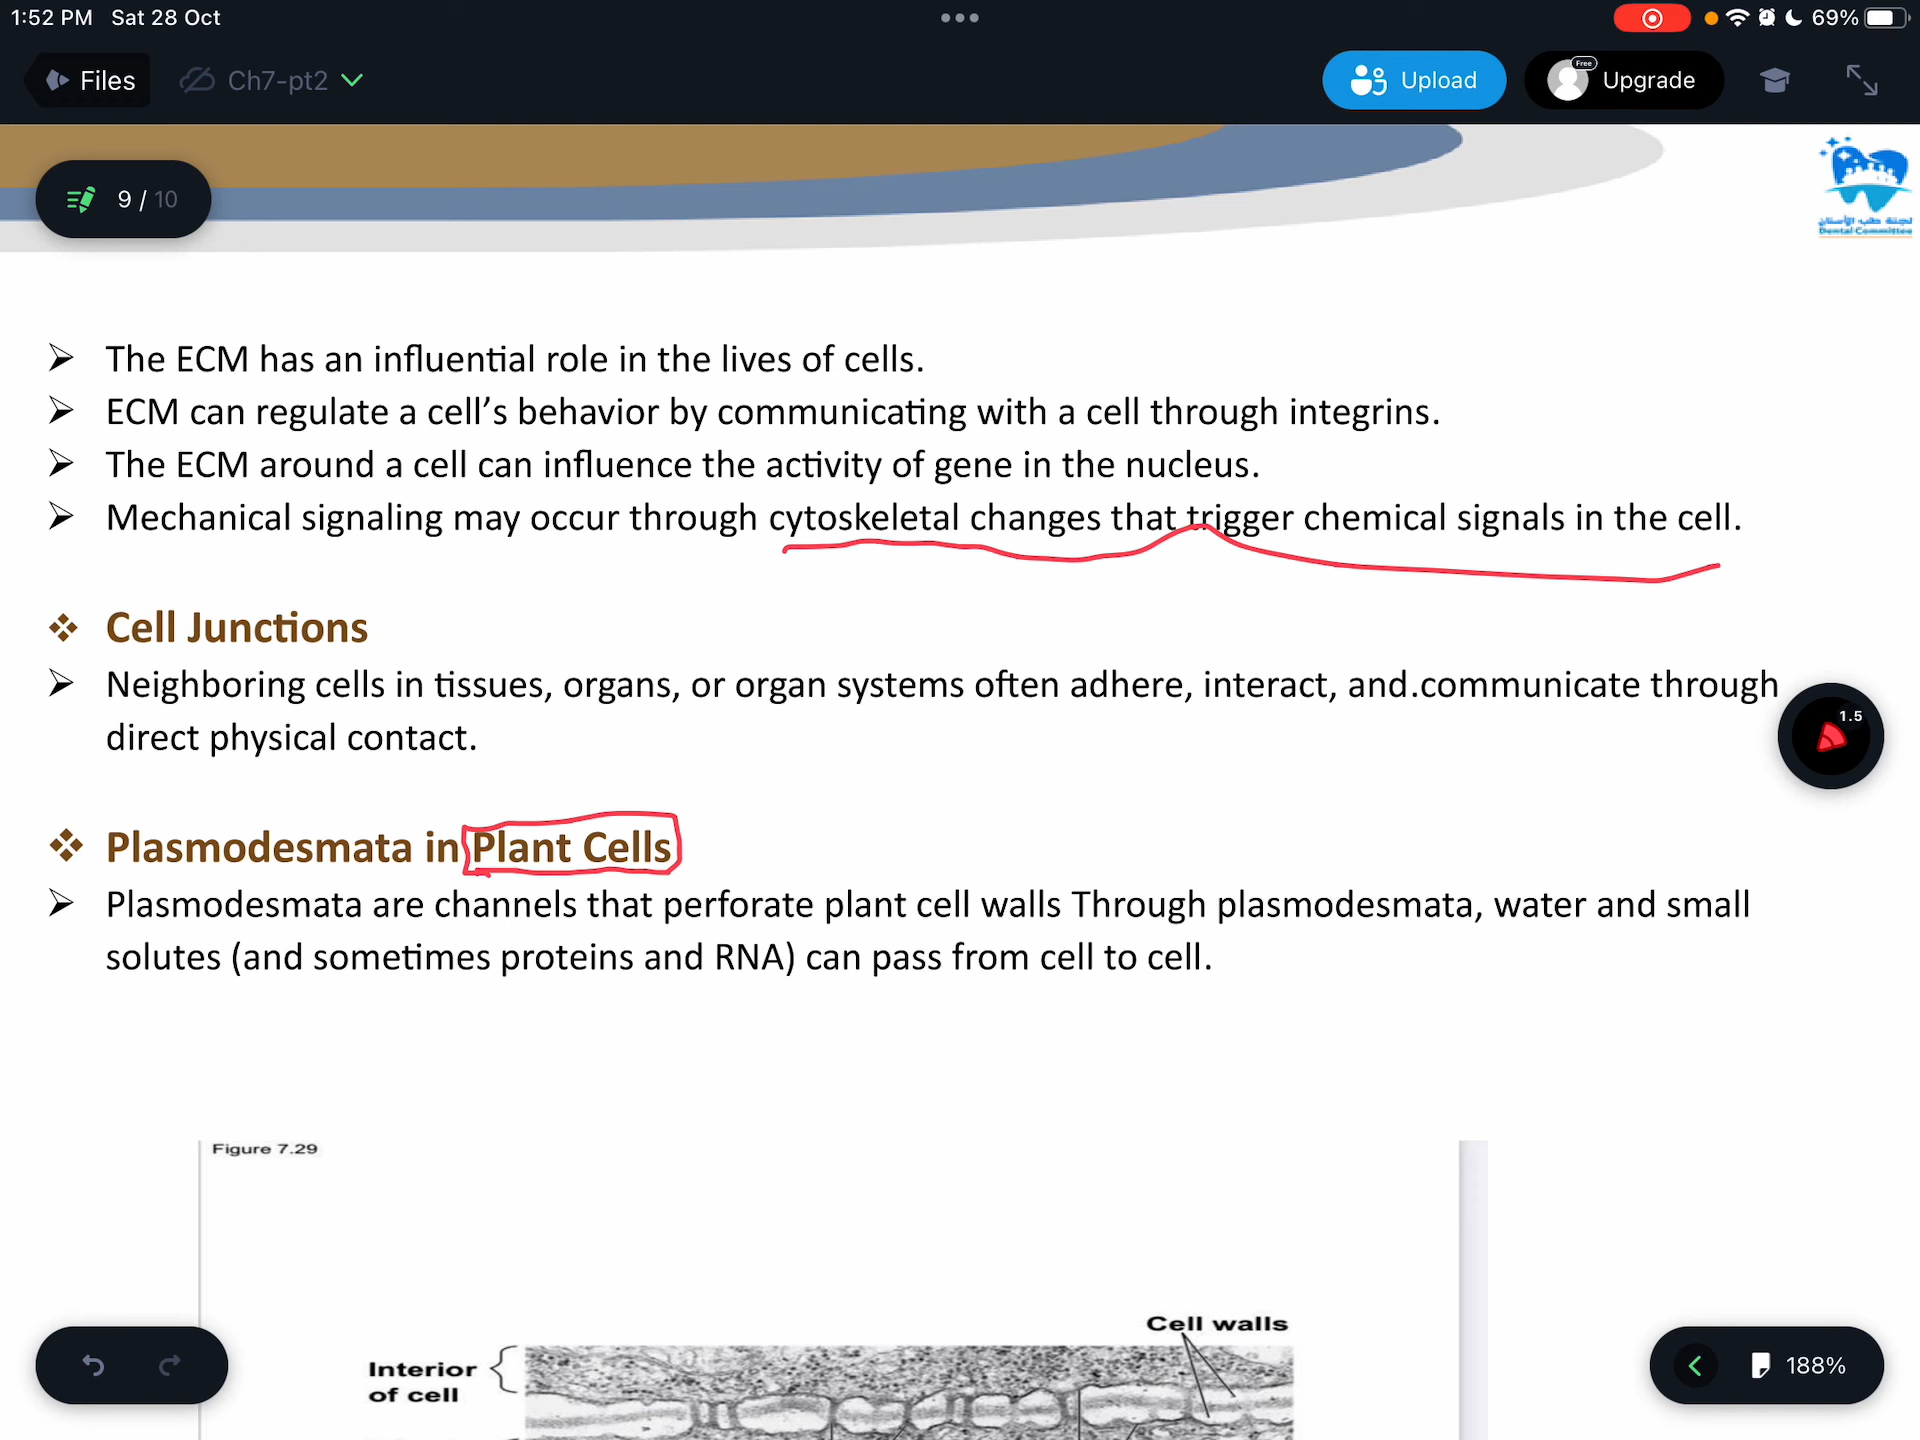 1:52 PM Sat 28 Oct
69%
Files
Ch7-pt2
Upload
Free
Upgrade
9 / 10
لجنة طب الأسنان
Dental Committee
The ECM has an influential role in the lives of cells.
ECM can regulate a cell’s behavior by communicating with a cell through integrins.
The ECM around a cell can influence the activity of gene in the nucleus.
Mechanical signaling may occur through cytoskeletal changes that trigger chemical signals in the cell.
Cell Junctions
Neighboring cells in tissues, organs, or organ systems often adhere, interact, and.communicate through
direct physical contact.
1.5
Plasmodesmata in Plant Cells
Plasmodesmata are channels that perforate plant cell walls Through plasmodesmata, water and small
solutes (and sometimes proteins and RNA) can pass from cell to cell.
Figure 7.29
Cell walls
Interior
of cell
188%